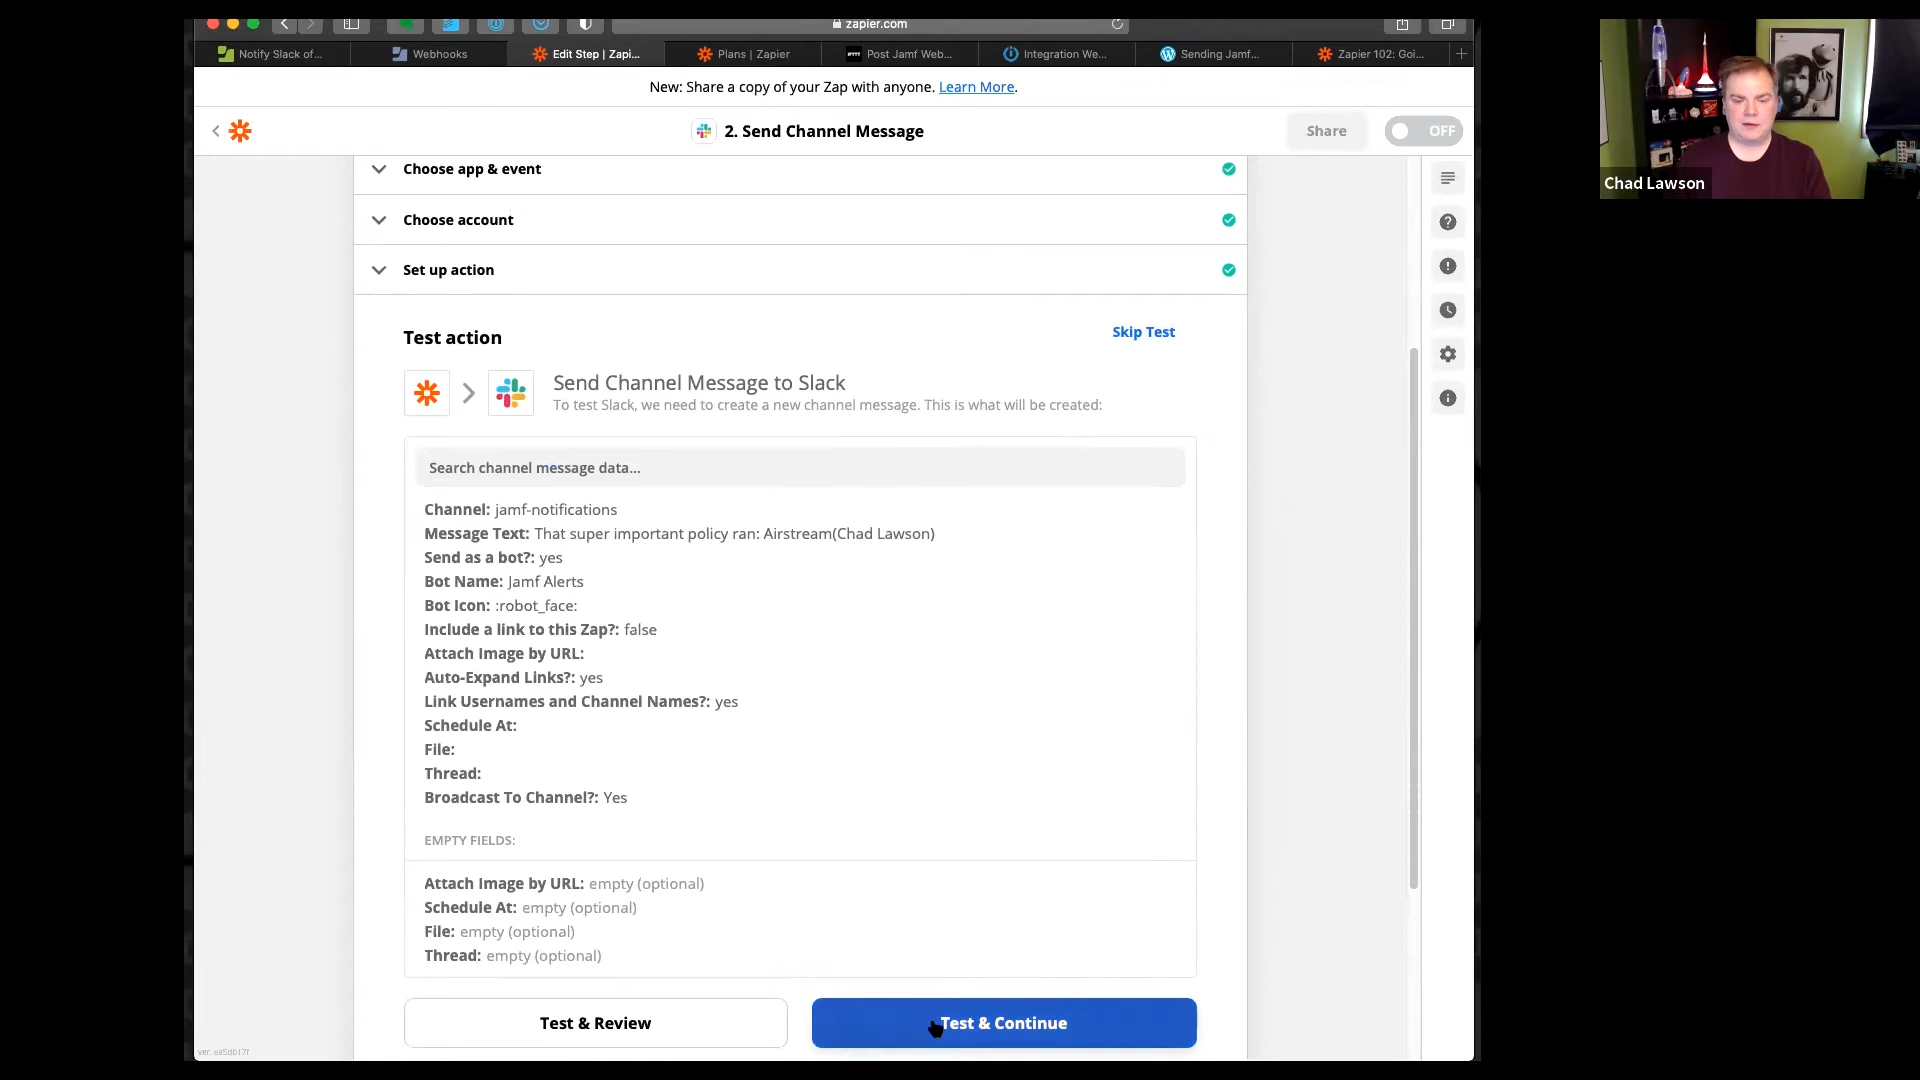 zapier.com
Notify Slack of...
Webhooks
Edit Step | Zapi...
Plans | Zapier
Post Jamf Web...
Integration We...
Sending Jamf...
Zapier 102: Goi...
New: Share a copy of your Zap with anyone. Learn More.
2. Send Channel Message
Share
OFF
Chad Lawson
Choose app & event
Choose account
Set up action
Test action
Skip Test
Send Channel Message to Slack
To test Slack, we need to create a new channel message. This is what will be created:
Search channel message data...
Channel: jamf-notifications
Message Text: That super important policy ran: Airstream(Chad Lawson)
Send as a bot?: yes
Bot Name: Jamf Alerts
Bot Icon: :robot_face:
Include a link to this Zap?: false
Attach Image by URL:
Auto-Expand Links?: yes
Link Usernames and Channel Names?: yes
Schedule At:
File:
Thread:
Broadcast To Channel?: Yes
EMPTY FIELDS:
Attach Image by URL: empty (optional)
Schedule At: empty (optional)
File: empty (optional)
Thread: empty (optional)
Test & Review
Test & Continue